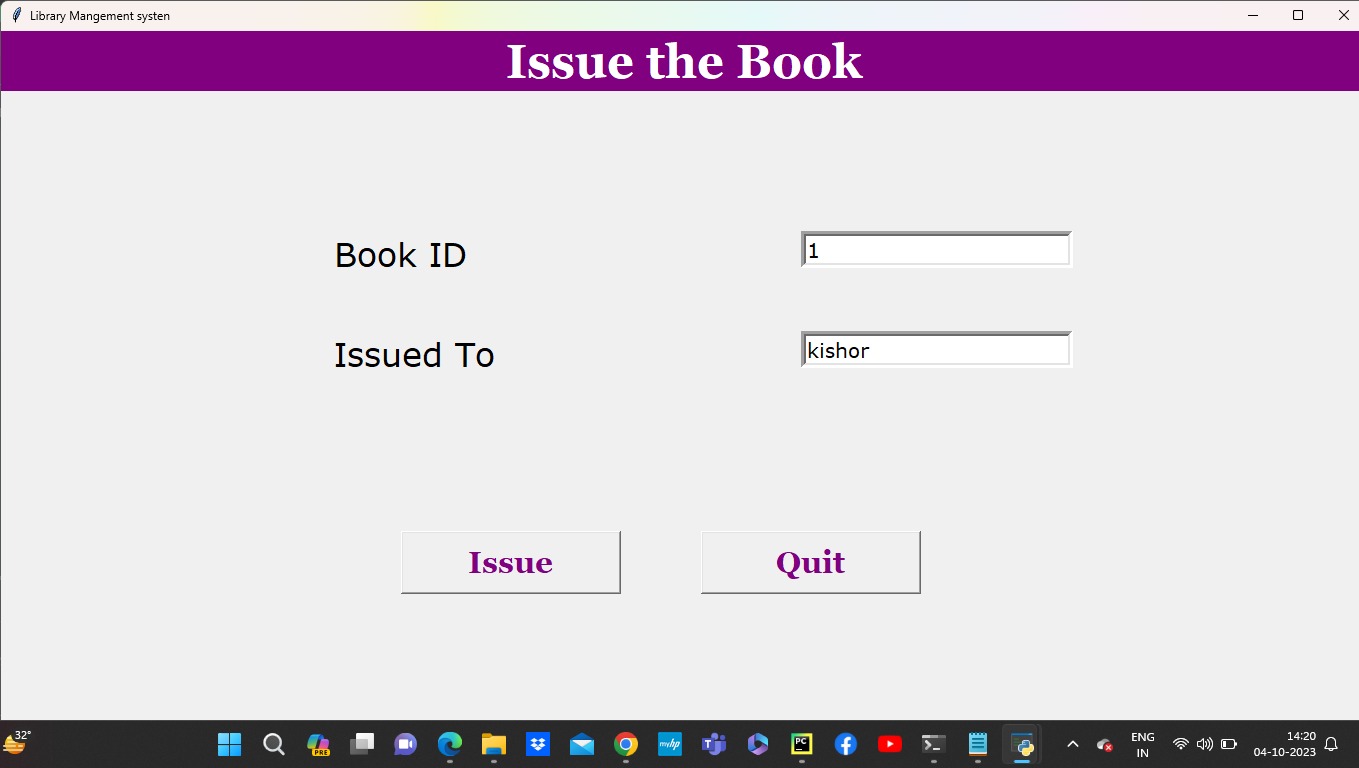 Library Mangement systen
Issue the Book
Book ID
1
Issued To
kishor
Issue
Quit
32°
PRE
myhp
T
PC
ENG
IN
14:20
04-10-2023